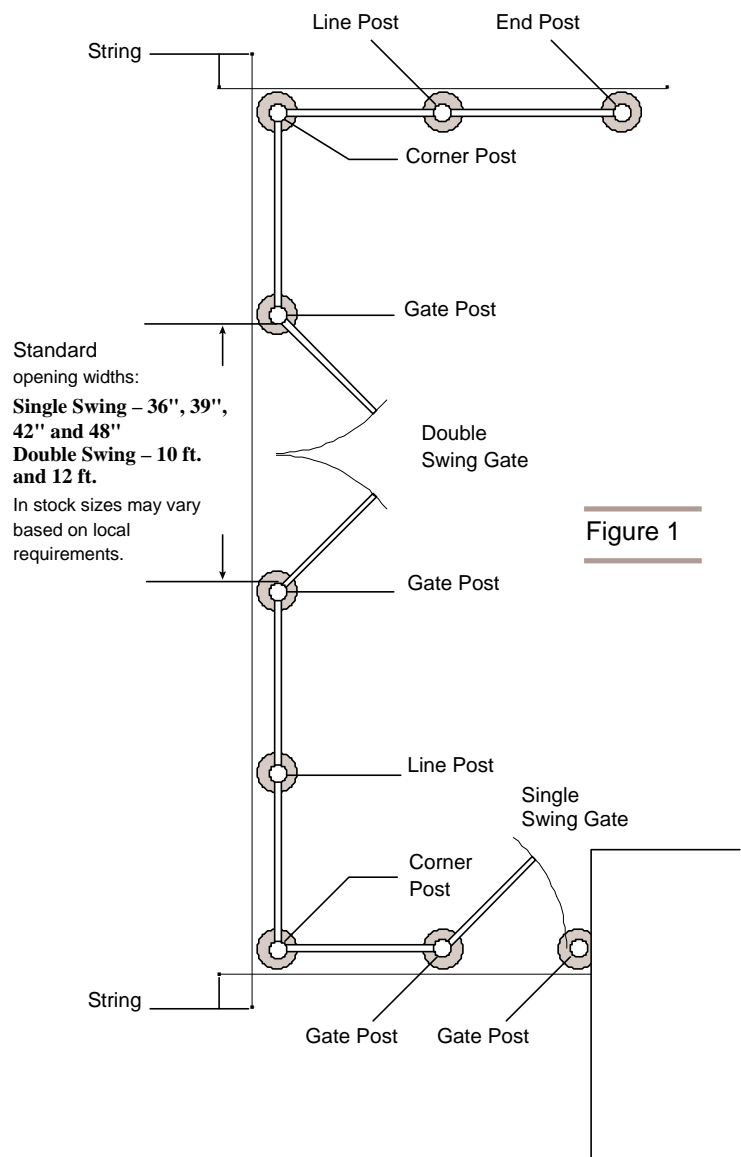 Line Post
End Post
String
Corner Post
Gate Post
Standard
opening widths:
Single Swing – 36", 39",
42" and 48"
Double Swing – 10 ft.
and 12 ft.
In stock sizes may vary
based on local
requirements.
Double
Swing Gate
Figure 1
Gate Post
Line Post
Single
Swing Gate
Corner
Post
String
Gate Post
Gate Post